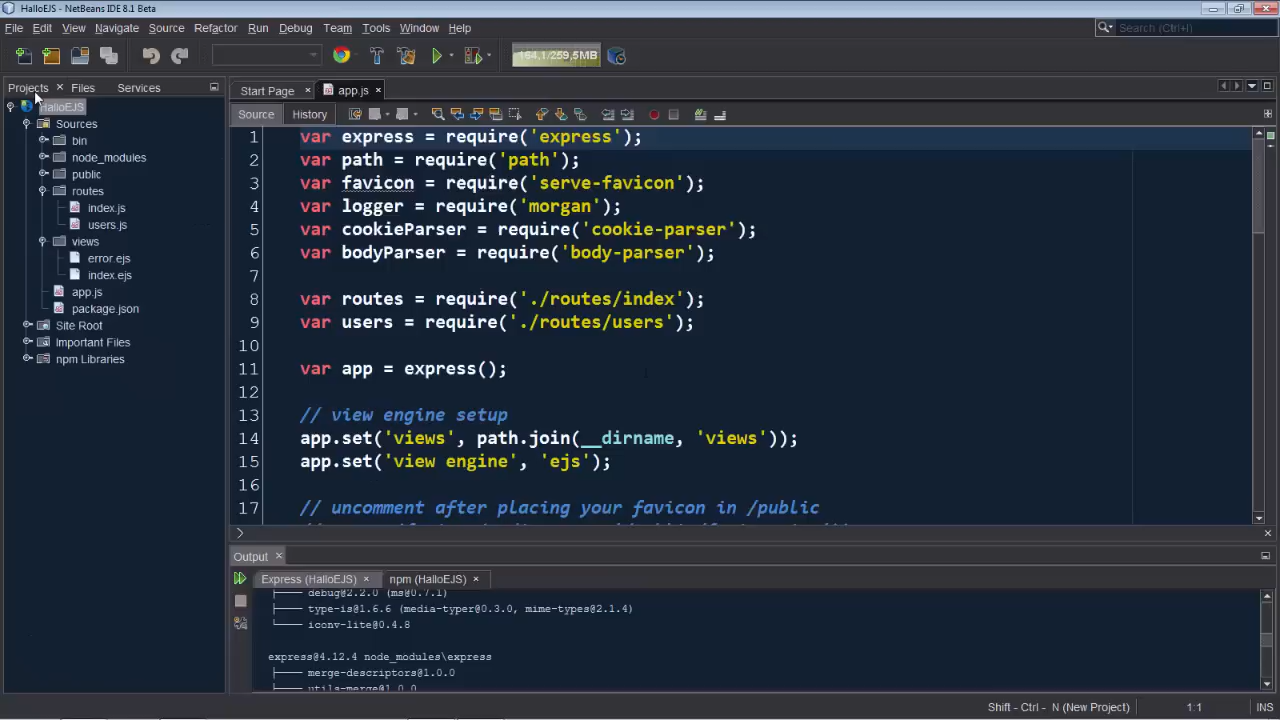 HalloEJS - NetBeans IDE 8.1 Beta
File Edit View Navigate Source Refactor Run Debug Team Tools Window Help
Search (Ctrl+I)
164,1/259,5MB
Projects Files Services
HalloEJS
Sources
bin
node_modules
public
routes
index.js
users.js
views
error.ejs
index.ejs
app.js
package.json
Site Root
Important Files
npm Libraries
Start Page app.js
Source History
1 var express = require('express');
2 var path = require('path');
3 var favicon = require('serve-favicon');
4 var logger = require('morgan');
5 var cookieParser = require('cookie-parser');
6 var bodyParser = require('body-parser');
7
8 var routes = require('./routes/index');
9 var users = require('./routes/users');
10
11 var app = express();
12
13 // view engine setup
14 app.set('views', path.join(__dirname, 'views'));
15 app.set('view engine', 'ejs');
16
17 // uncomment after placing your favicon in /public
Output
Express (HalloEJS) npm (HalloEJS)
├── debug@2.2.0 (ms@0.7.1)
├── type-is@1.6.6 (media-typer@0.3.0, mime-types@2.1.4)
└── iconv-lite@0.4.8
express@4.12.4 node_modules\express
├── merge-descriptors@1.0.0
├── utils-merge@1.0.0
Shift - Ctrl - N (New Project) 1:1 INS